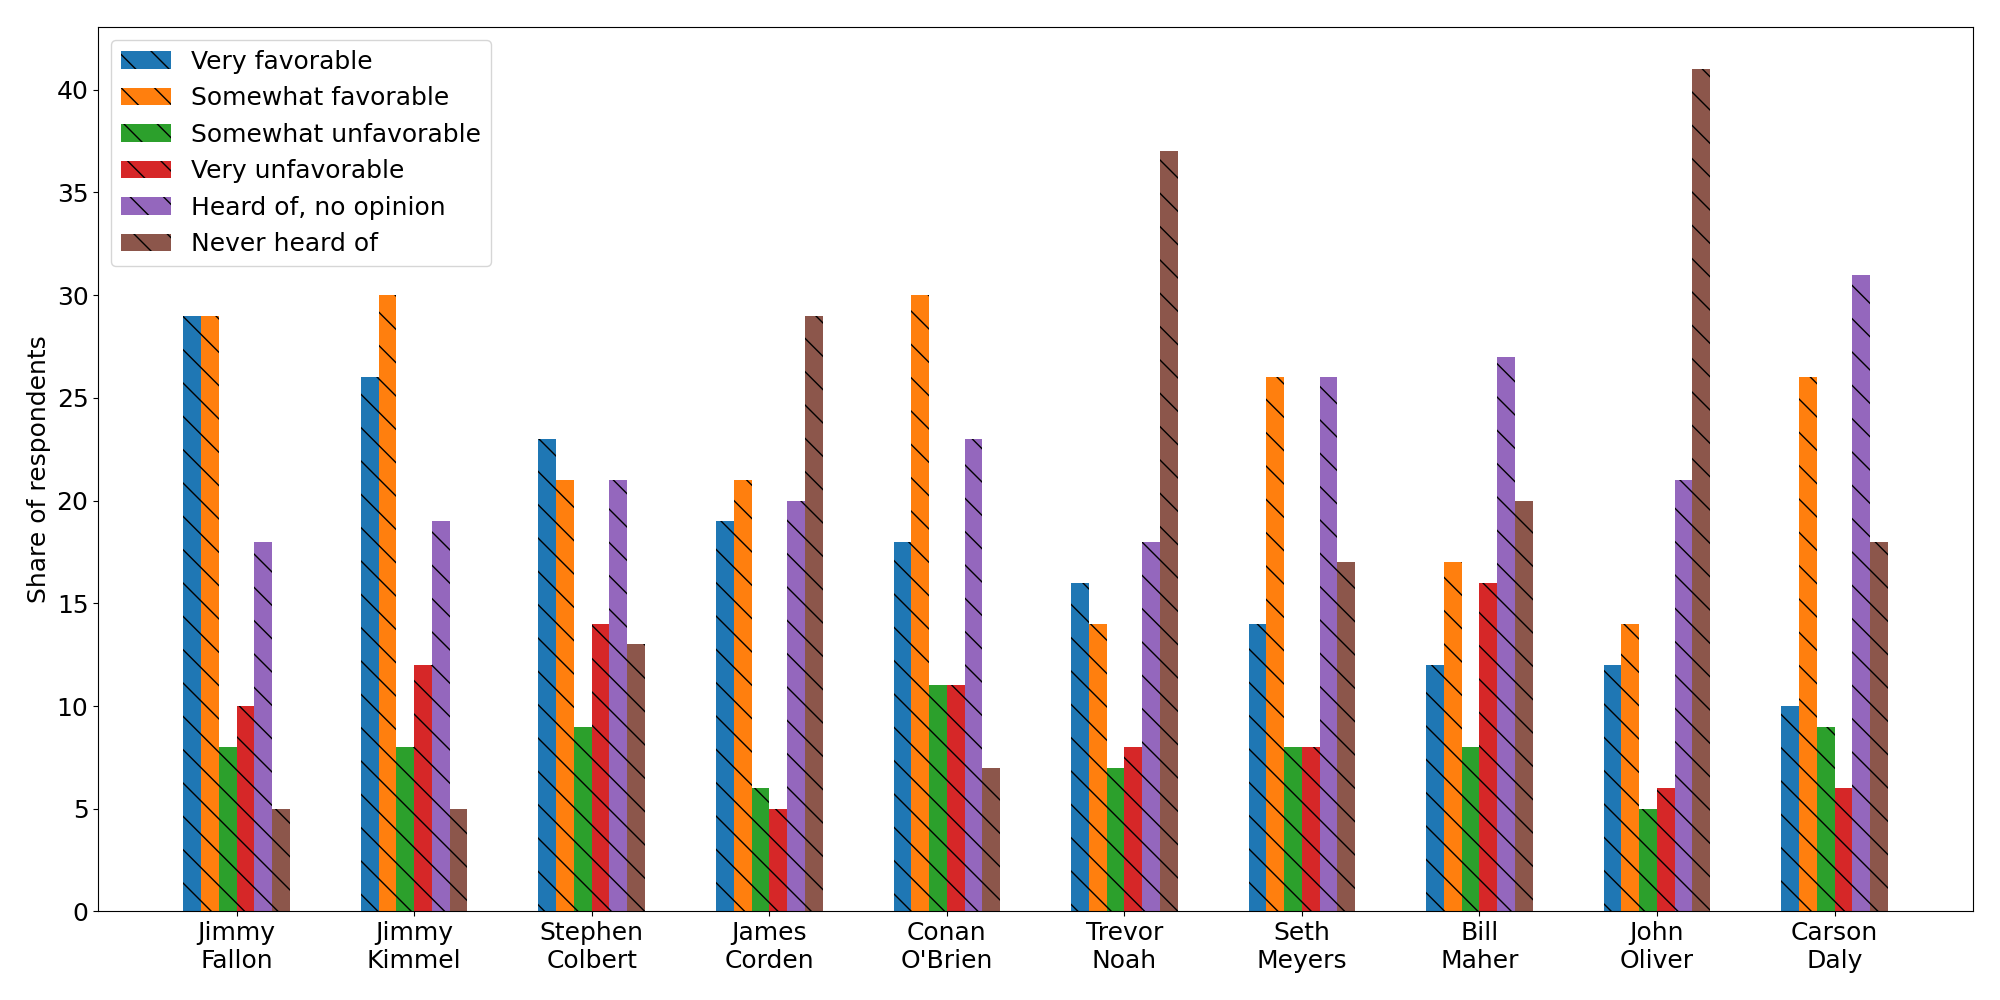 Very favorable
Somewhat favorable
Somewhat unfavorable
Very unfavorable
Heard of, no opinion
Never heard of
Share of respondents
40
35
30
25
20
15
10
5
0
Jimmy Fallon
Jimmy Kimmel
Stephen Colbert
James Corden
Conan O'Brien
Trevor Noah
Seth Meyers
Bill Maher
John Oliver
Carson Daly